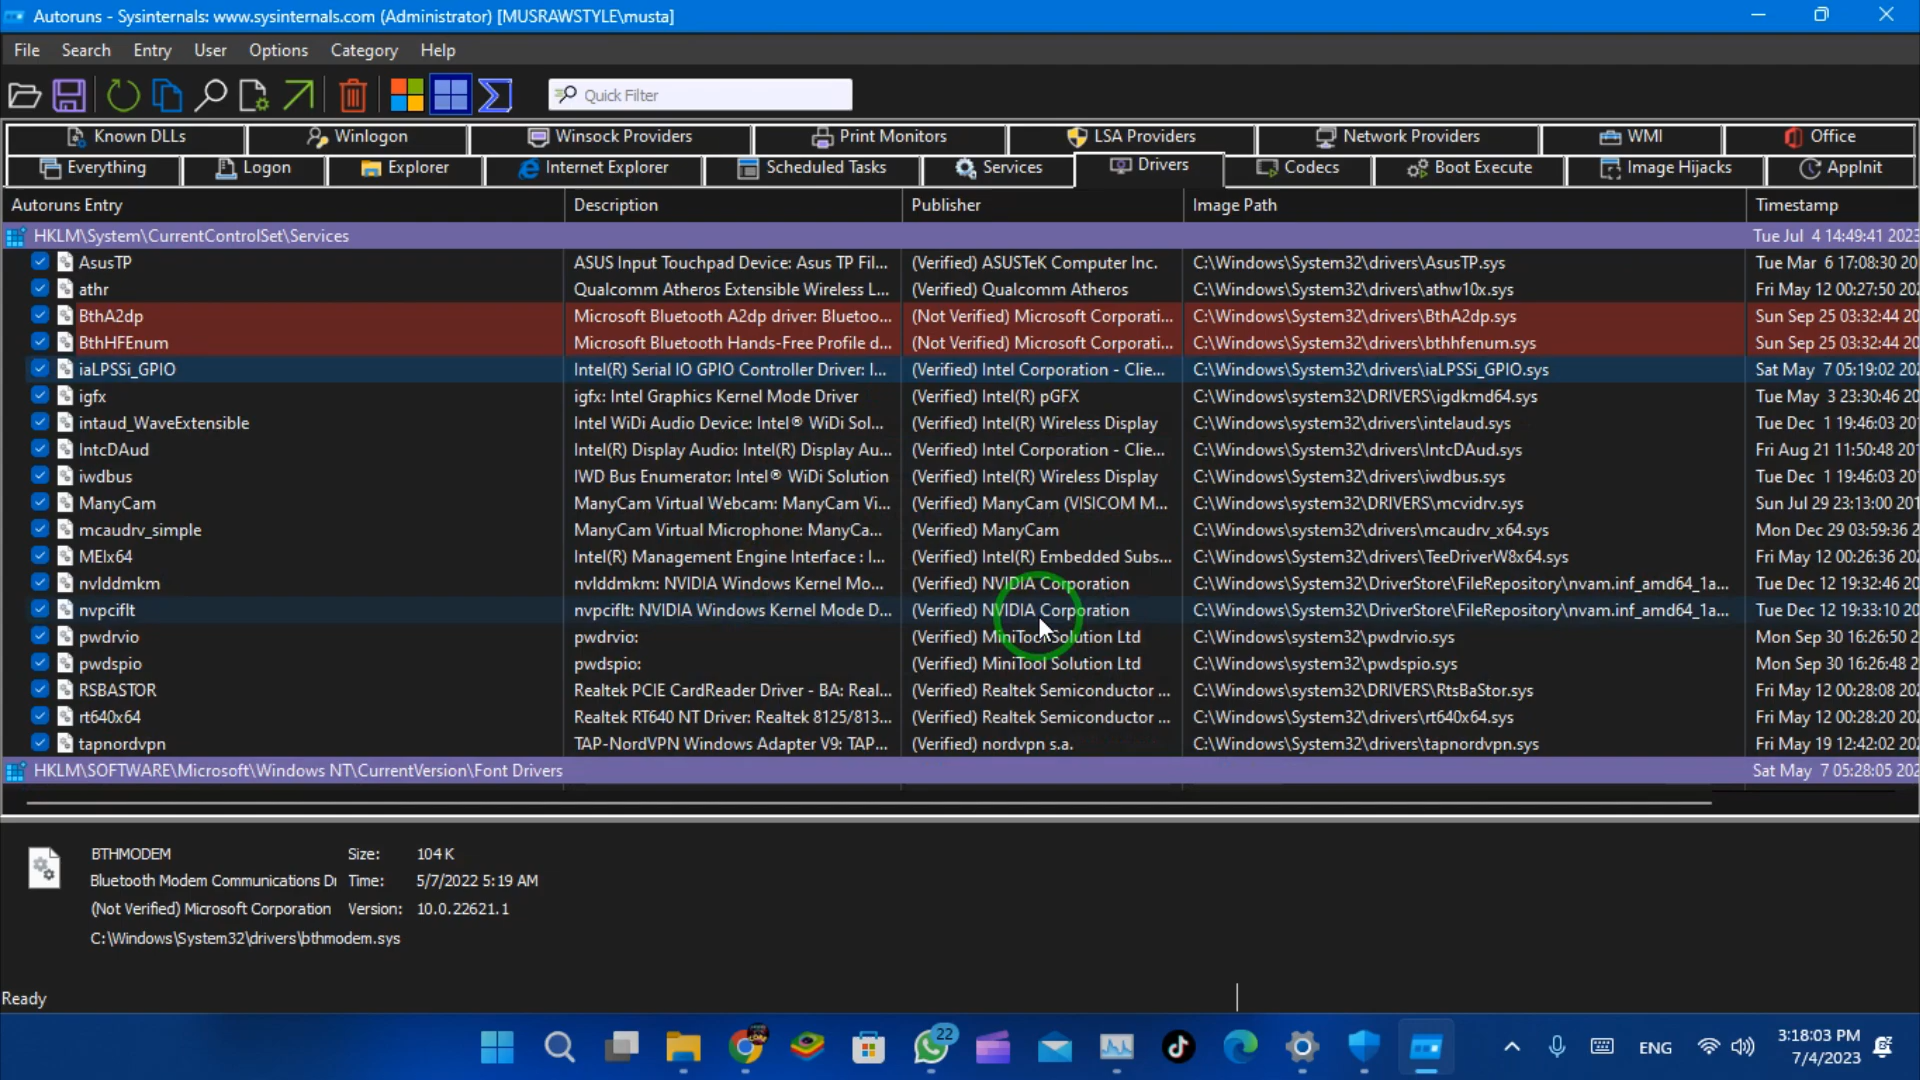 Autoruns - Sysinternals: www.sysinternals.com (Administrator) [MUSRAWSTYLE\musta]
File Search Entry User Options Category Help
Quick Filter
Known DLLs Winlogon Winsock Providers Print Monitors LSA Providers Network Providers WMI Office
Everything Logon Explorer Internet Explorer Scheduled Tasks Services Drivers Codecs Boot Execute Image Hijacks AppInit
Autoruns Entry Description Publisher Image Path Timestamp
HKLM\System\CurrentControlSet\Services Tue Jul 4 14:49:41 2023
AsusTP ASUS Input Touchpad Device: Asus TP Fil... (Verified) ASUSTeK Computer Inc. C:\Windows\System32\drivers\AsusTP.sys Tue Mar 6 17:08:30 20
athr Qualcomm Atheros Extensible Wireless L... (Verified) Qualcomm Atheros C:\Windows\System32\drivers\athw10x.sys Fri May 12 00:27:50 20
BthA2dp Microsoft Bluetooth A2dp driver: Bluetoo... (Not Verified) Microsoft Corporati... C:\Windows\System32\drivers\BthA2dp.sys Sun Sep 25 03:32:44 20
BthHFEnum Microsoft Bluetooth Hands-Free Profile d... (Not Verified) Microsoft Corporati... C:\Windows\System32\drivers\bthhfenum.sys Sun Sep 25 03:32:44 20
iaLPSSi_GPIO Intel(R) Serial IO GPIO Controller Driver: I... (Verified) Intel Corporation - Clie... C:\Windows\System32\drivers\iaLPSSi_GPIO.sys Sat May 7 05:19:02 20
igfx igfx: Intel Graphics Kernel Mode Driver (Verified) Intel(R) pGFX C:\Windows\system32\DRIVERS\igdkmd64.sys Tue May 3 23:30:46 20
intaud_WaveExtensible Intel WiDi Audio Device: Intel® WiDi Sol... (Verified) Intel(R) Wireless Display C:\Windows\system32\drivers\intelaud.sys Tue Dec 1 19:46:03 20
IntcDAud Intel(R) Display Audio: Intel(R) Display Au... (Verified) Intel Corporation - Clie... C:\Windows\System32\drivers\IntcDAud.sys Fri Aug 21 11:50:48 20
iwdbus IWD Bus Enumerator: Intel® WiDi Solution (Verified) Intel(R) Wireless Display C:\Windows\System32\drivers\iwdbus.sys Tue Dec 1 19:46:03 20
ManyCam ManyCam Virtual Webcam: ManyCam Vi... (Verified) ManyCam (VISICOM M... C:\Windows\system32\DRIVERS\mcvidrv.sys Sun Jul 29 23:13:00 20
mcaudrv_simple ManyCam Virtual Microphone: ManyCa... (Verified) ManyCam C:\Windows\system32\drivers\mcaudrv_x64.sys Mon Dec 29 03:59:36 2
MEIx64 Intel(R) Management Engine Interface : I... (Verified) Intel(R) Embedded Subs... C:\Windows\System32\drivers\TeeDriverW8x64.sys Fri May 12 00:26:36 20
nvlddmkm nvlddmkm: NVIDIA Windows Kernel Mo... (Verified) NVIDIA Corporation C:\Windows\System32\DriverStore\FileRepository\nvam.inf_amd64_1a... Tue Dec 12 19:32:46 20
nvpciflt nvpciflt: NVIDIA Windows Kernel Mode D... (Verified) NVIDIA Corporation C:\Windows\System32\DriverStore\FileRepository\nvam.inf_amd64_1a... Tue Dec 12 19:33:10 20
pwdrvio pwdrvio: (Verified) MiniTool Solution Ltd C:\Windows\system32\pwdrvio.sys Mon Sep 30 16:26:50 2
pwdspio pwdspio: (Verified) MiniTool Solution Ltd C:\Windows\system32\pwdspio.sys Mon Sep 30 16:26:48 2
RSBASTOR Realtek PCIE CardReader Driver - BA: Real... (Verified) Realtek Semiconductor ... C:\Windows\system32\DRIVERS\RtsBaStor.sys Fri May 12 00:28:08 20
rt640x64 Realtek RT640 NT Driver: Realtek 8125/813... (Verified) Realtek Semiconductor ... C:\Windows\System32\drivers\rt640x64.sys Fri May 12 00:28:20 20
tapnordvpn TAP-NordVPN Windows Adapter V9: TAP... (Verified) nordvpn s.a. C:\Windows\System32\drivers\tapnordvpn.sys Fri May 19 12:42:02 20
HKLM\SOFTWARE\Microsoft\Windows NT\CurrentVersion\Font Drivers Sat May 7 05:28:05 20
BTHMODEM Size: 104 K
Bluetooth Modem Communications Dr Time: 5/7/2022 5:19 AM
(Not Verified) Microsoft Corporation Version: 10.0.22621.1
C:\Windows\System32\drivers\bthmodem.sys
Ready
22
ENG
3:18:03 PM
7/4/2023